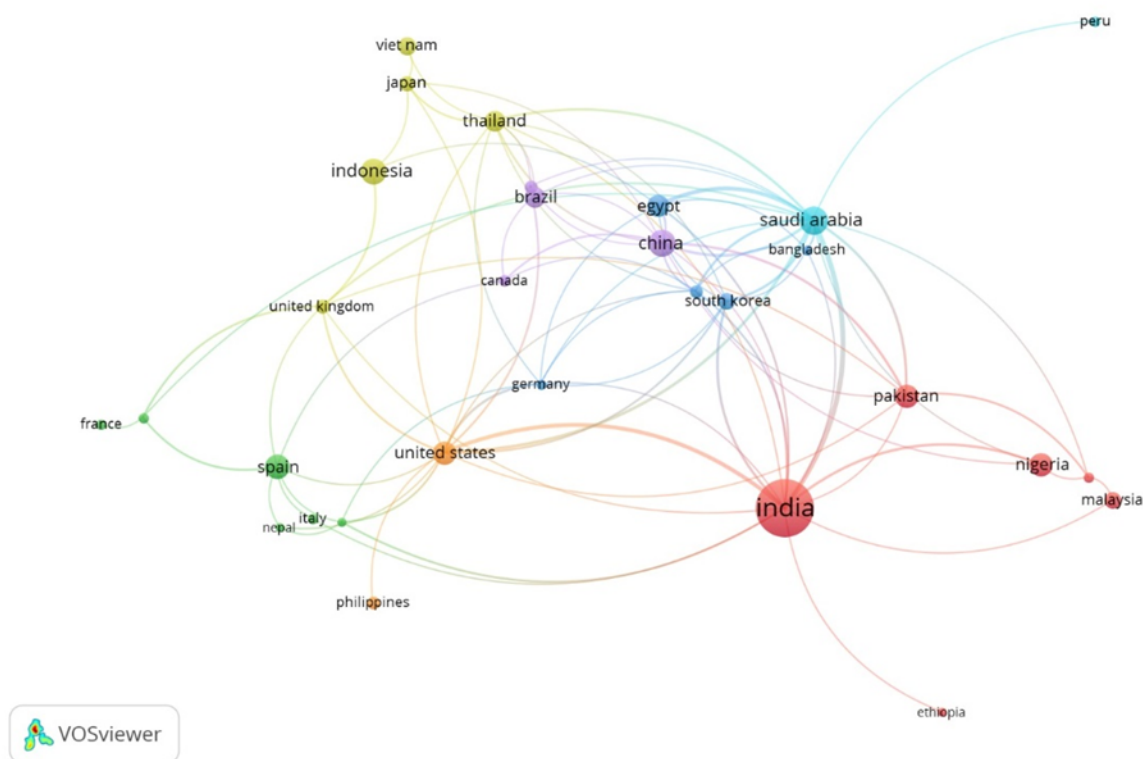 peru
viet nam
japan
thailand
indonesia
brazil
egypt
saudi arabia
china
bangladesh
canada
south korea
united kingdom
germany
pakistan
france
united states
spain
nigeria
malaysia
india
italy
nepal
philippines
ethiopia
VOSviewer